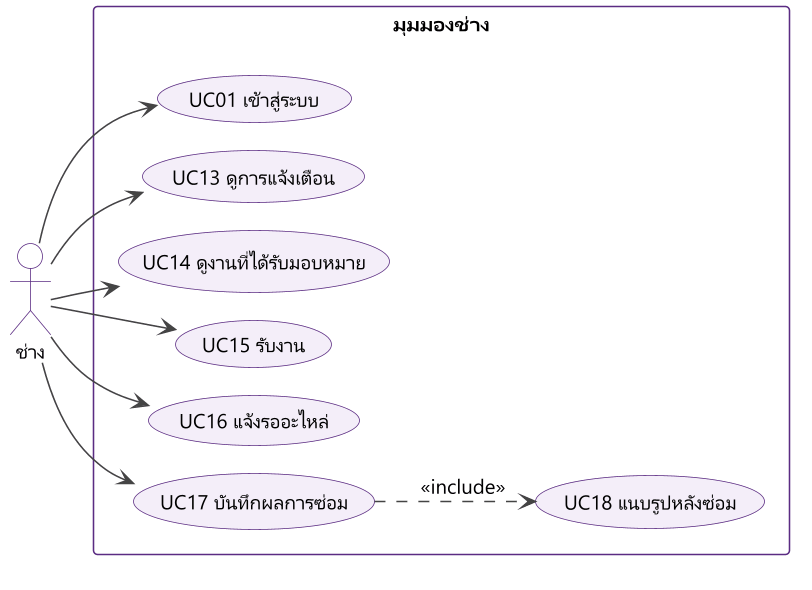 มุมมองช่าง
UC01 เข้าสู่ระบบ
UC13 ดูการแจ้งเตือน
UC14 ดูงานที่ได้รับมอบหมาย
UC15 รับงาน
ช่าง
UC16 แจ้งรออะไหล่
UC17 บันทึกผลการซ่อม
«include»
UC18 แนบรูปหลังซ่อม